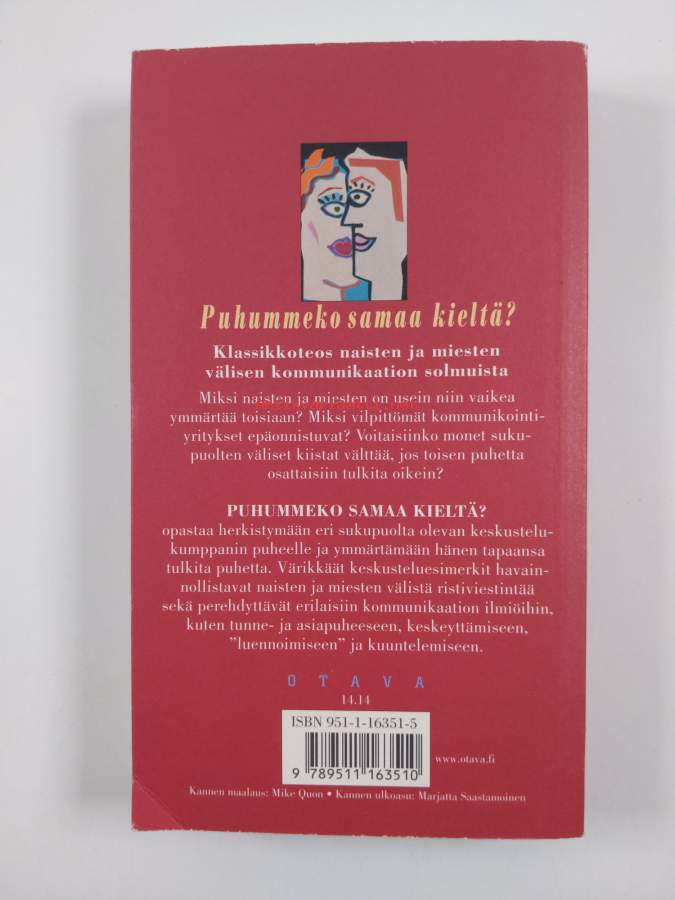 Puhummeko samaa kieltä?
Klassikkoteos naisten ja miesten
välisen kommunikaation solmuista
Miksi naisten ja miesten on usein niin vaikea
ymmärtää toisiaan? Miksi vilpittömät kommunikointi-
yritykset epäonnistuvat? Voitaisiinko monet suku-
puolten väliset kiistat välttää, jos toisen puhetta
osattaisiin tulkita oikein?
PUHUMMEKO SAMAA KIELTÄ?
opastaa herkistymään eri sukupuolta olevan keskustelu-
kumppanin puheelle ja ymmärtämään hänen tapaansa
tulkita puhetta. Värikkäät keskusteluesimerkit havain-
nollistavat naisten ja miesten välistä ristiviestintää
sekä perehdyttävät erilaisiin kommunikaation ilmiöihin,
kuten tunne- ja asiapuheeseen, keskeyttämiseen,
”luennoimiseen” ja kuuntelemiseen.
OTAVA
14.14
ISBN 951-1-16351-5
9 789511 163510
www.otava.fi
Kannen maalaus: Mike Quon • Kannen ulkoasu: Marjatta Saastamoinen